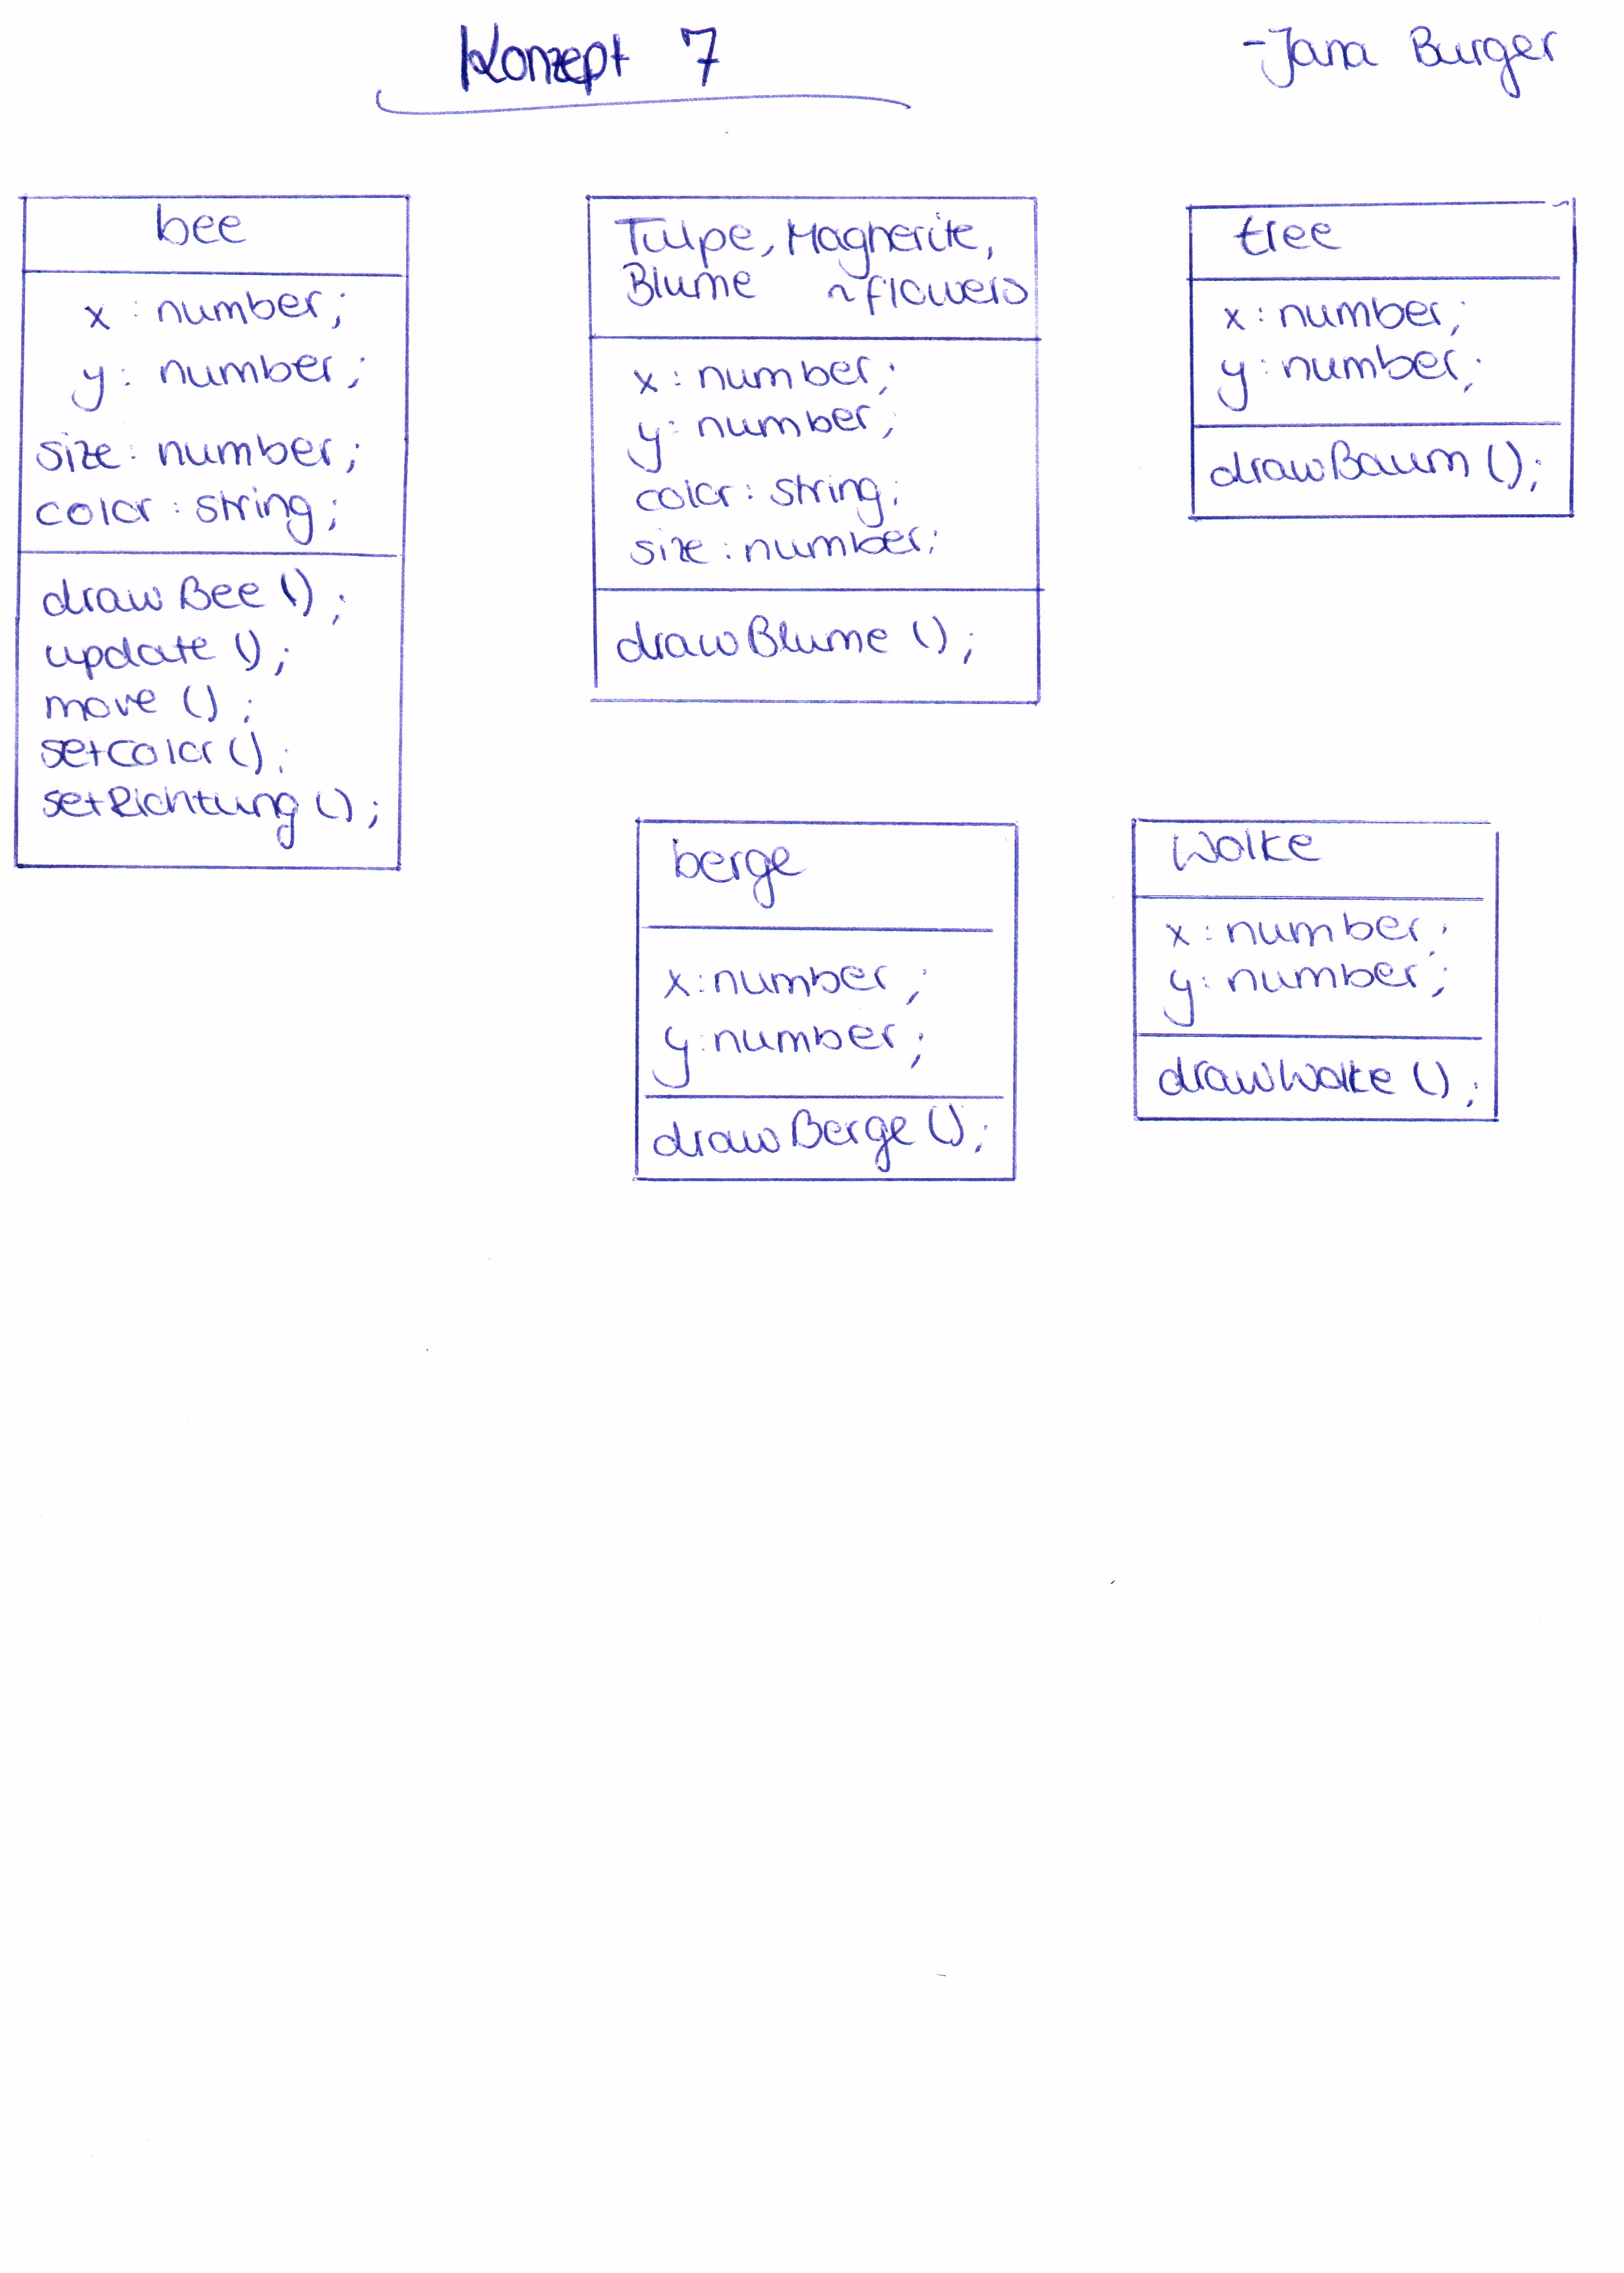 Konzept 7
-Jana Burger
bee
x : number;
y : number;
size : number;
color : string;
drawBee ();
update ();
move ();
setColor ();
setRichtung ();
Tulpe, Magherite,
Blume ~flowers
x : number;
y : number;
color : string;
size : number;
drawBlume ();
tree
x : number;
y : number;
drawBaum ();
berge
x : number;
y : number;
drawBerge ();
Wolke
x : number;
y : number;
drawWolke ();